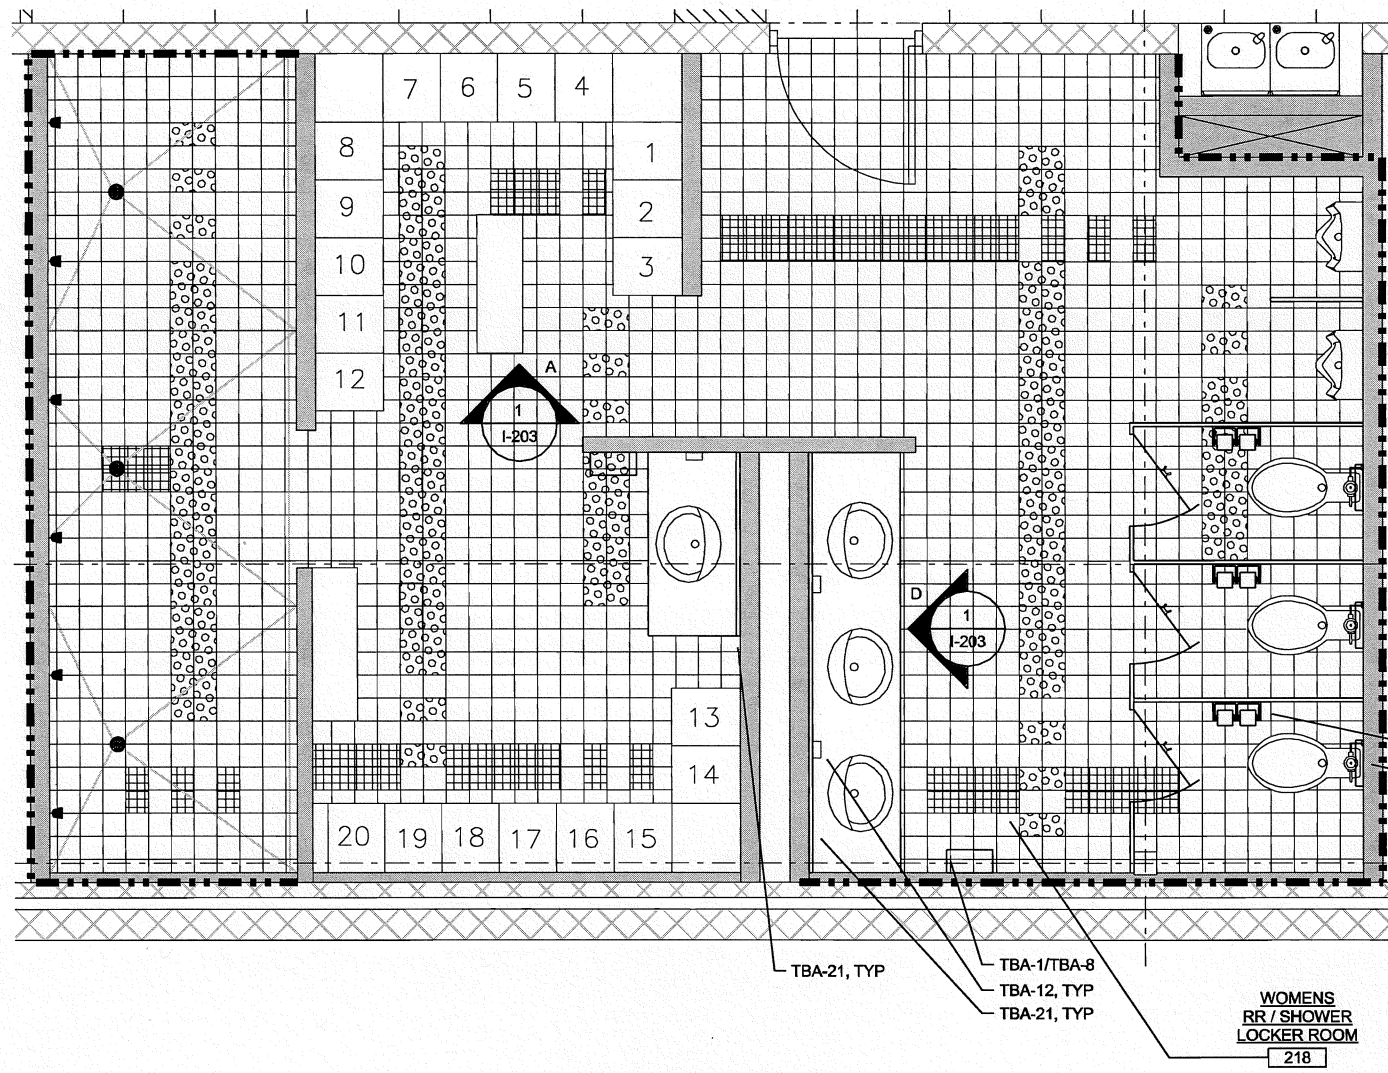 7 6 5 4
8
1
9
2
10
3
11
12
A
1
I-203
D
1
I-203
13
14
20 19 18 17 16 15
TBA-21, TYP
TBA-1/TBA-8
TBA-12, TYP
TBA-21, TYP
WOMENS
RR / SHOWER
LOCKER ROOM
218